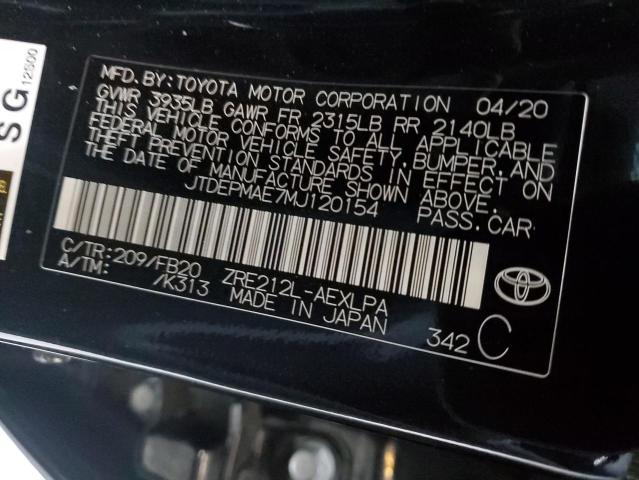 MFD. BY: TOYOTA MOTOR CORPORATION 04/20
GVWR 3935LB GAWR FR 2315LB RR 2140LB
THIS VEHICLE CONFORMS TO ALL APPLICABLE
FEDERAL MOTOR VEHICLE SAFETY, BUMPER, AND
THEFT PREVENTION STANDARDS IN EFFECT ON
THE DATE OF MANUFACTURE SHOWN ABOVE.
JTDEPMAE7MJ120154 PASS. CAR
C/TR: 209/FB20 ZRE212L-AEXLPA
A/TM: /K313 MADE IN JAPAN
342 C
SG
12500